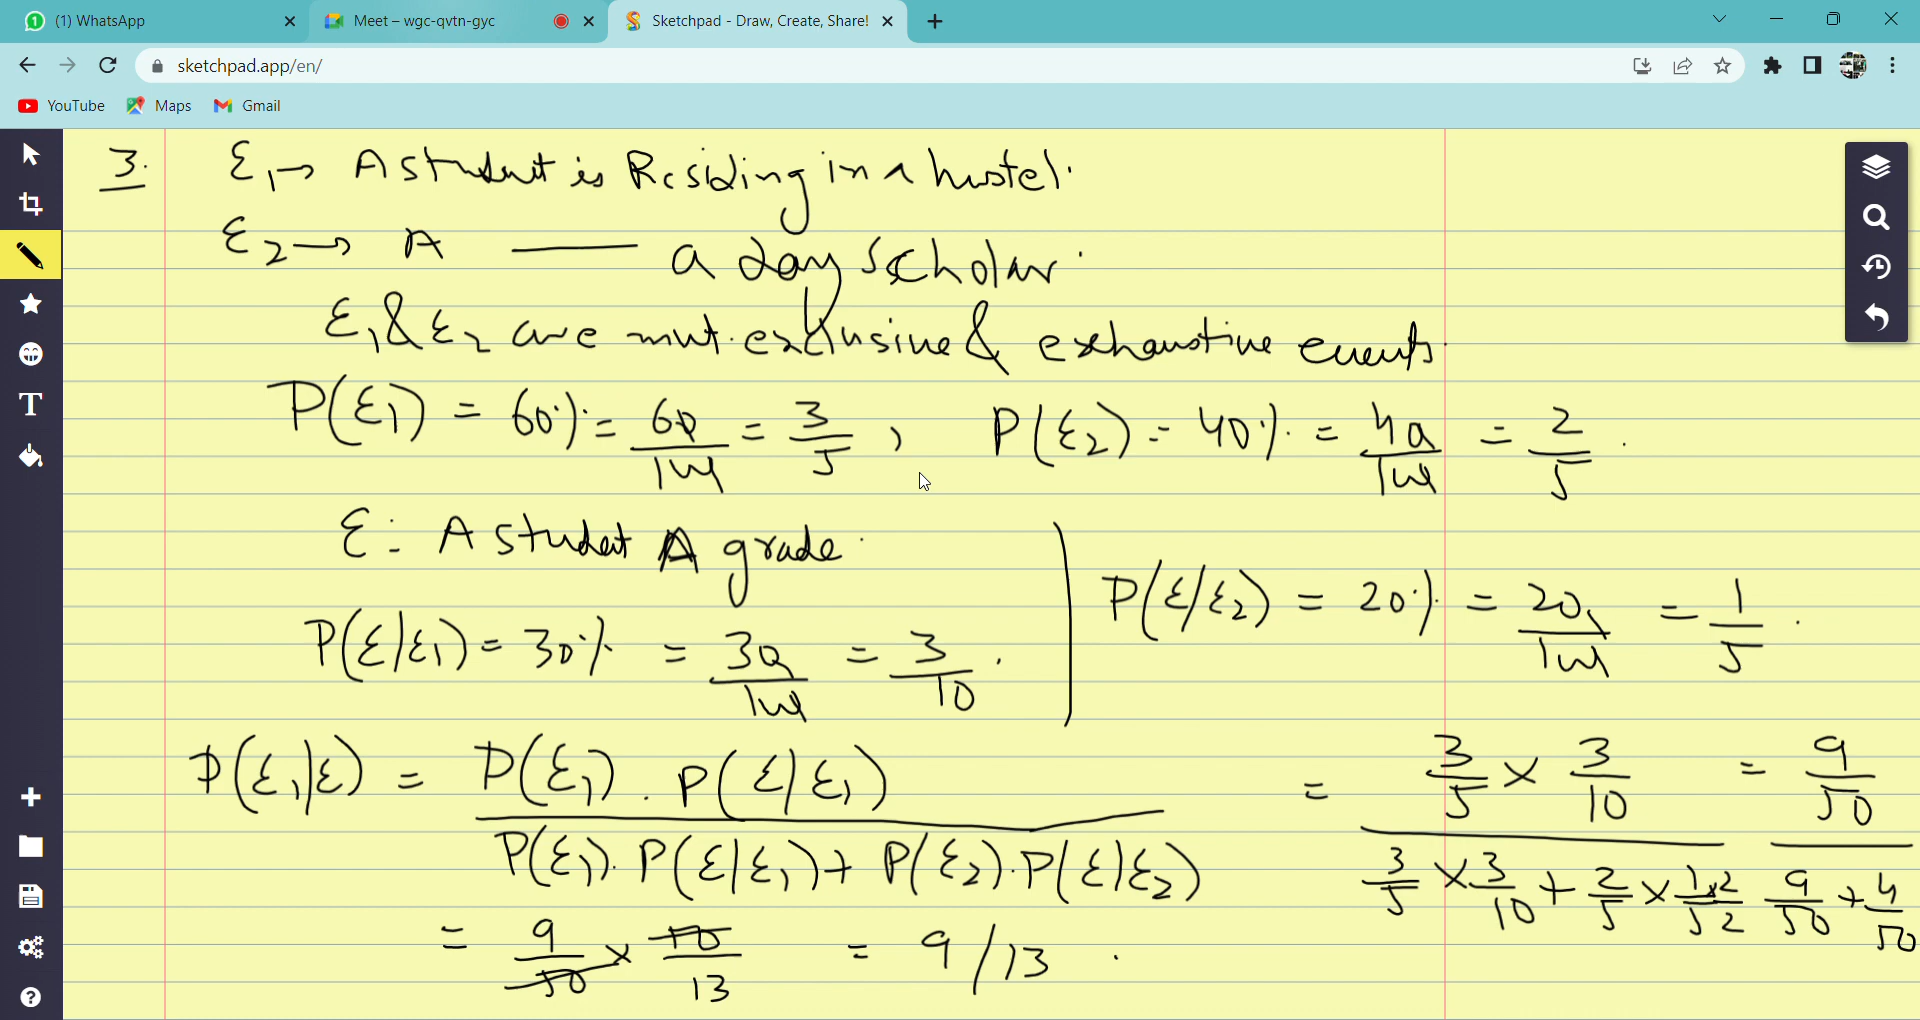 (1) WhatsApp
Meet – wgc-qvtn-gyc
Sketchpad - Draw, Create, Share!
sketchpad.app/en/
YouTube Maps Gmail
3. E1→ A student is Residing in a hostel.
E2→ A —— a day scholar.
E1 & E2 are mut. exclusive & exhaustive events.
P(E1) = 60% = 60/100 = 3/5, P(E2) = 40% = 40/100 = 2/5.
E: A student A grade.
P(E/E2) = 20% = 20/100 = 1/5.
P(E|E1) = 30% = 30/100 = 3/10.
P(E1|E) = P(E1) . P(E/E1) = 3/5 × 3/10 = 9/50
P(E1). P(E|E1) + P(E2). P(E|E2) 3/5 × 3/10 + 2/5 × 1×2/5×2 9/50 + 4/50
= 9/50 × 50/13 = 9/13.
T